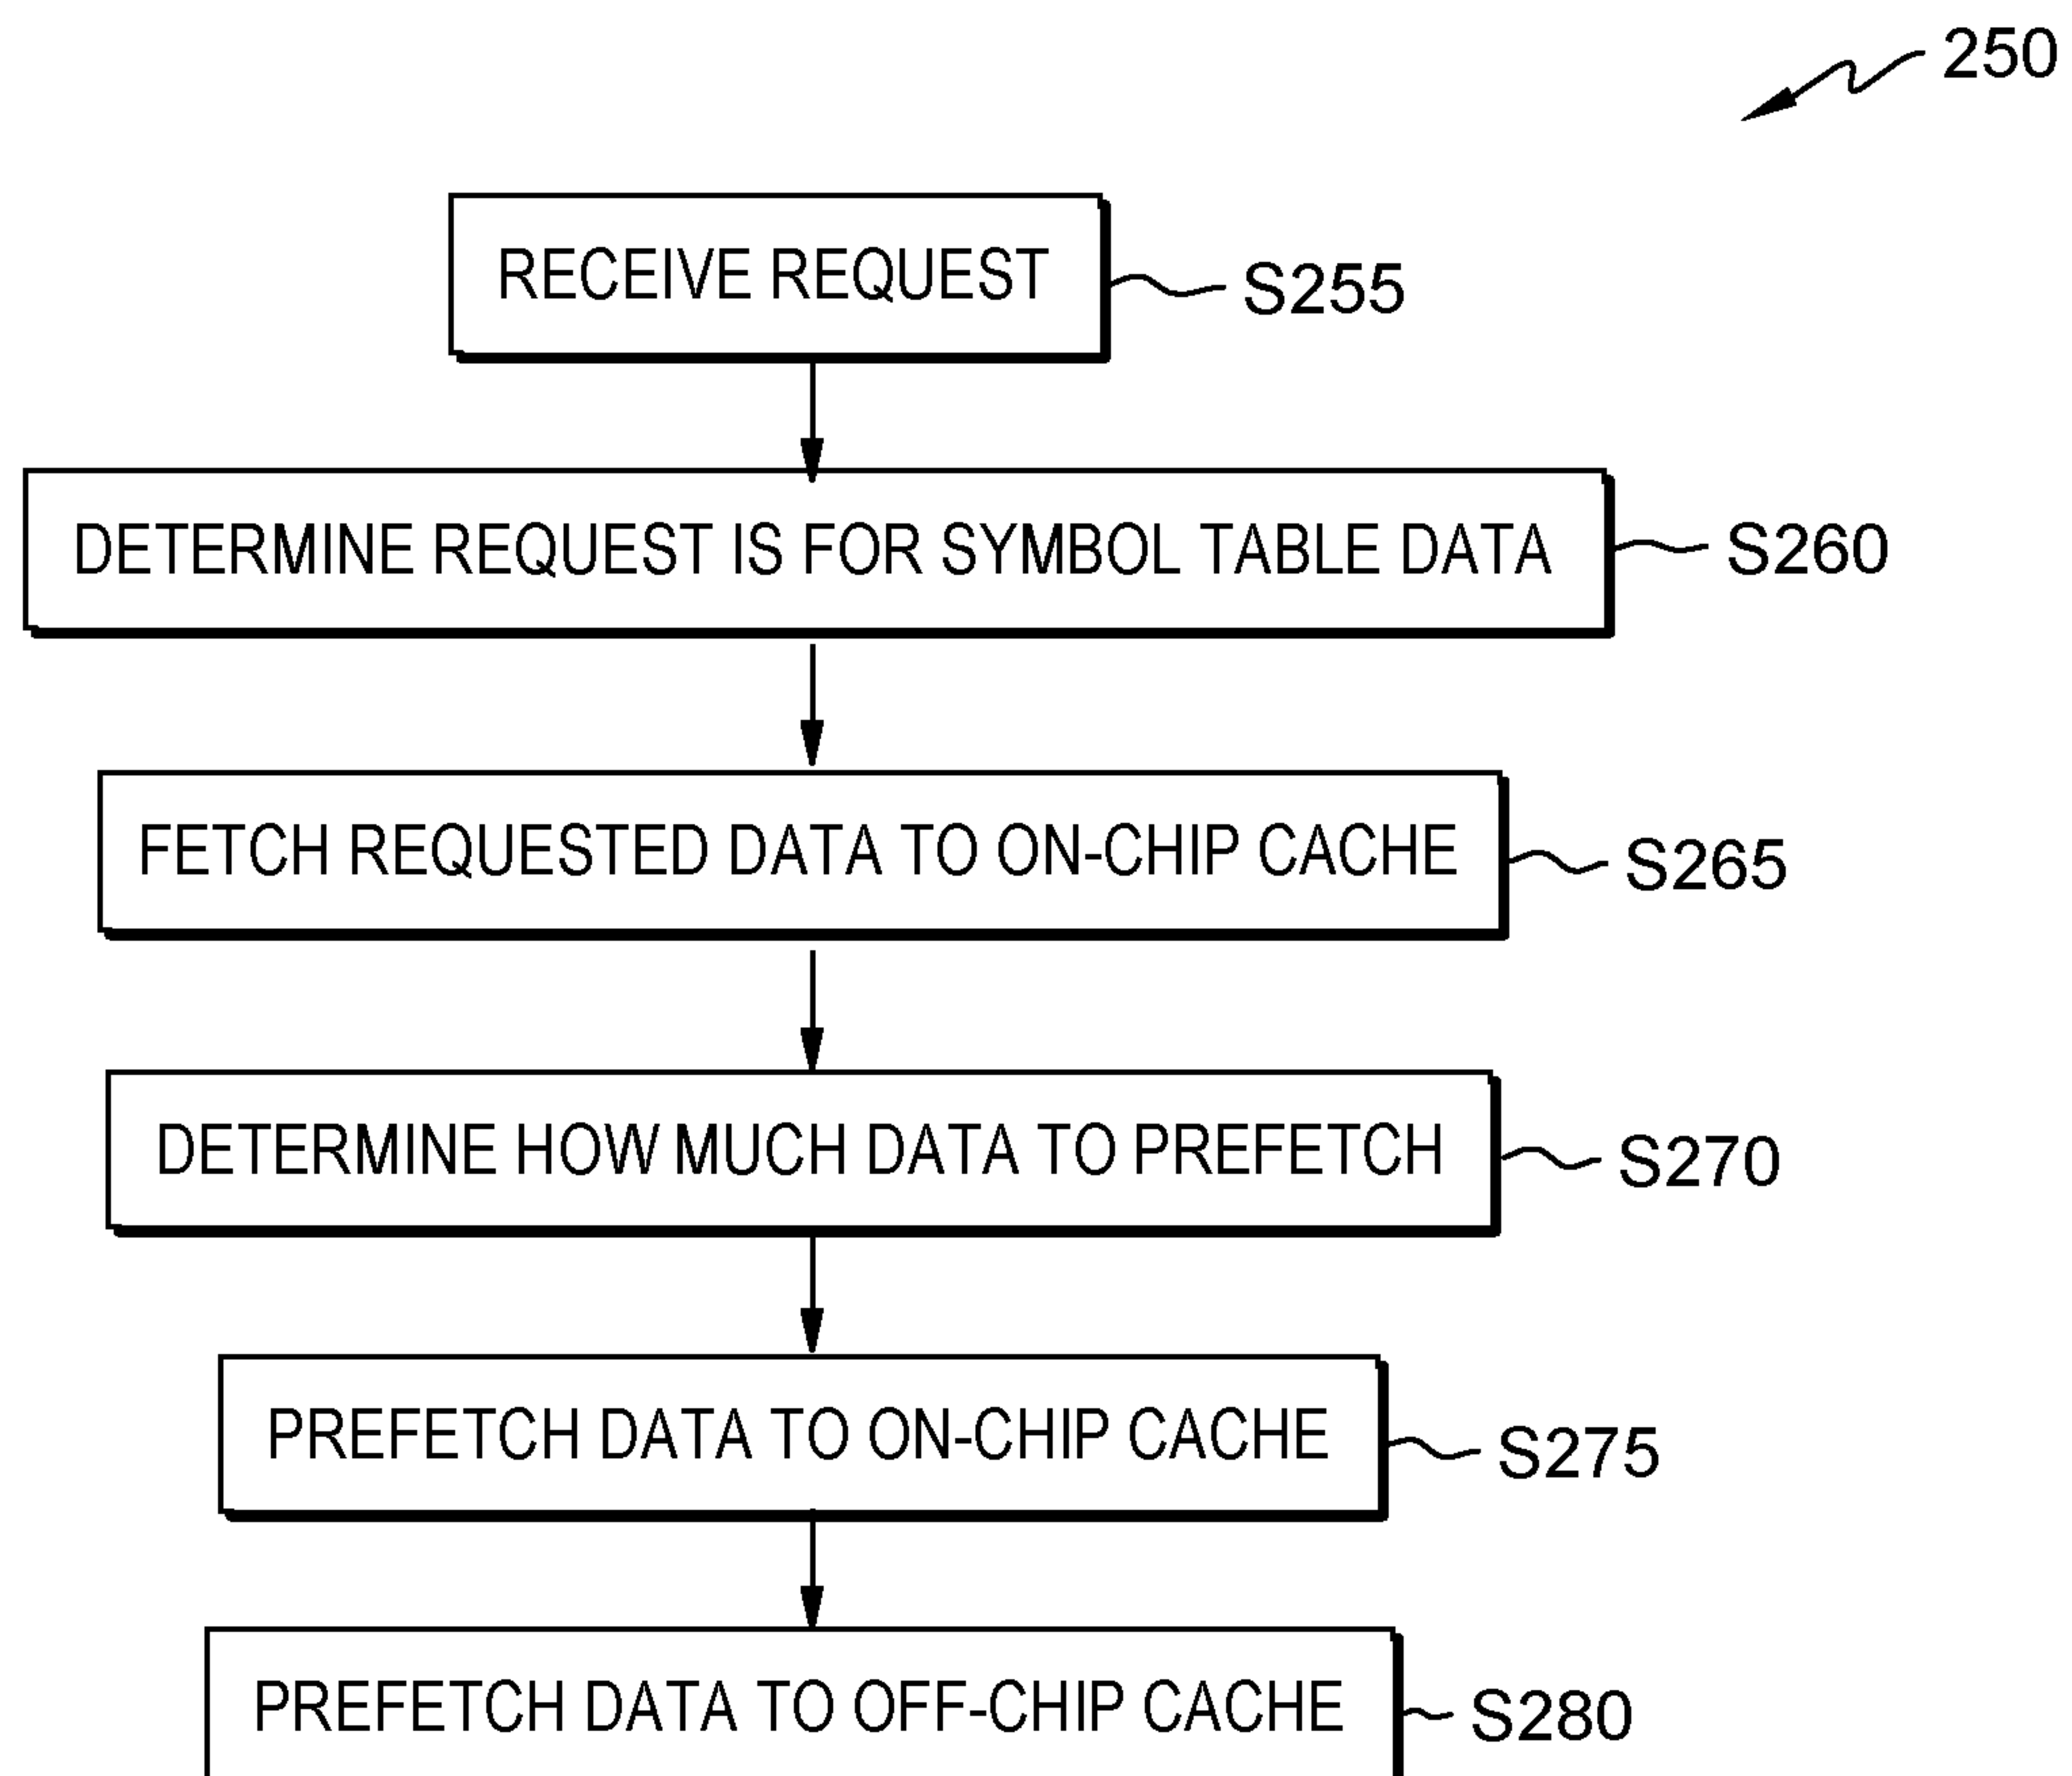 250
RECEIVE REQUEST
S255
DETERMINE REQUEST IS FOR SYMBOL TABLE DATA
S260
FETCH REQUESTED DATA TO ON-CHIP CACHE
S265
DETERMINE HOW MUCH DATA TO PREFETCH
S270
PREFETCH DATA TO ON-CHIP CACHE
S275
PREFETCH DATA TO OFF-CHIP CACHE
S280